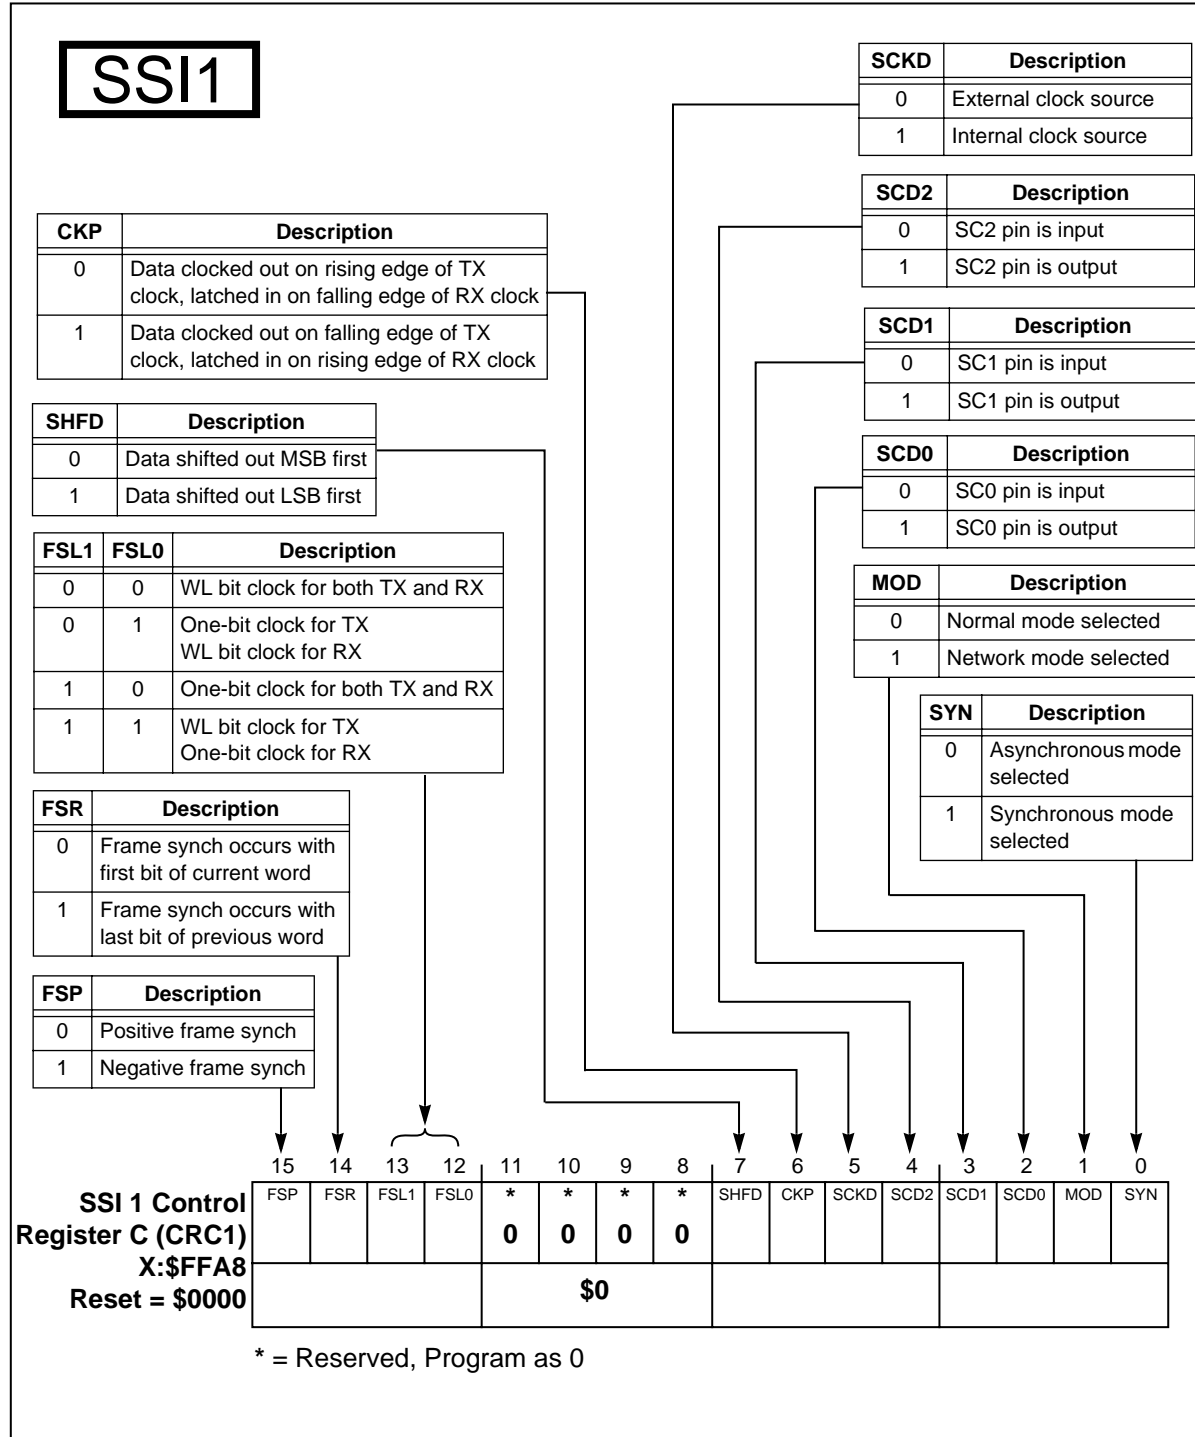 SSI1
SCKD Description
0 External clock source
1 Internal clock source
SCD2 Description
0 SC2 pin is input
1 SC2 pin is output
CKP Description
0 Data clocked out on rising edge of TX
clock, latched in on falling edge of RX clock
1 Data clocked out on falling edge of TX
clock, latched in on rising edge of RX clock
SCD1 Description
0 SC1 pin is input
1 SC1 pin is output
SHFD Description
0 Data shifted out MSB first
1 Data shifted out LSB first
SCD0 Description
0 SC0 pin is input
1 SC0 pin is output
FSL1 FSL0 Description
0 0 WL bit clock for both TX and RX
0 1 One-bit clock for TX
WL bit clock for RX
1 0 One-bit clock for both TX and RX
1 1 WL bit clock for TX
One-bit clock for RX
MOD Description
0 Normal mode selected
1 Network mode selected
SYN Description
0 Asynchronous mode
selected
1 Synchronous mode
selected
FSR Description
0 Frame synch occurs with
first bit of current word
1 Frame synch occurs with
last bit of previous word
FSP Description
0 Positive frame synch
1 Negative frame synch
15 14 13 12 11 10 9 8 7 6 5 4 3 2 1 0
FSP FSR FSL1 FSL0 * * * * SHFD CKP SCKD SCD2 SCD1 SCD0 MOD SYN
0 0 0 0
$0
SSI 1 Control
Register C (CRC1)
X:$FFA8
Reset = $0000
* = Reserved, Program as 0